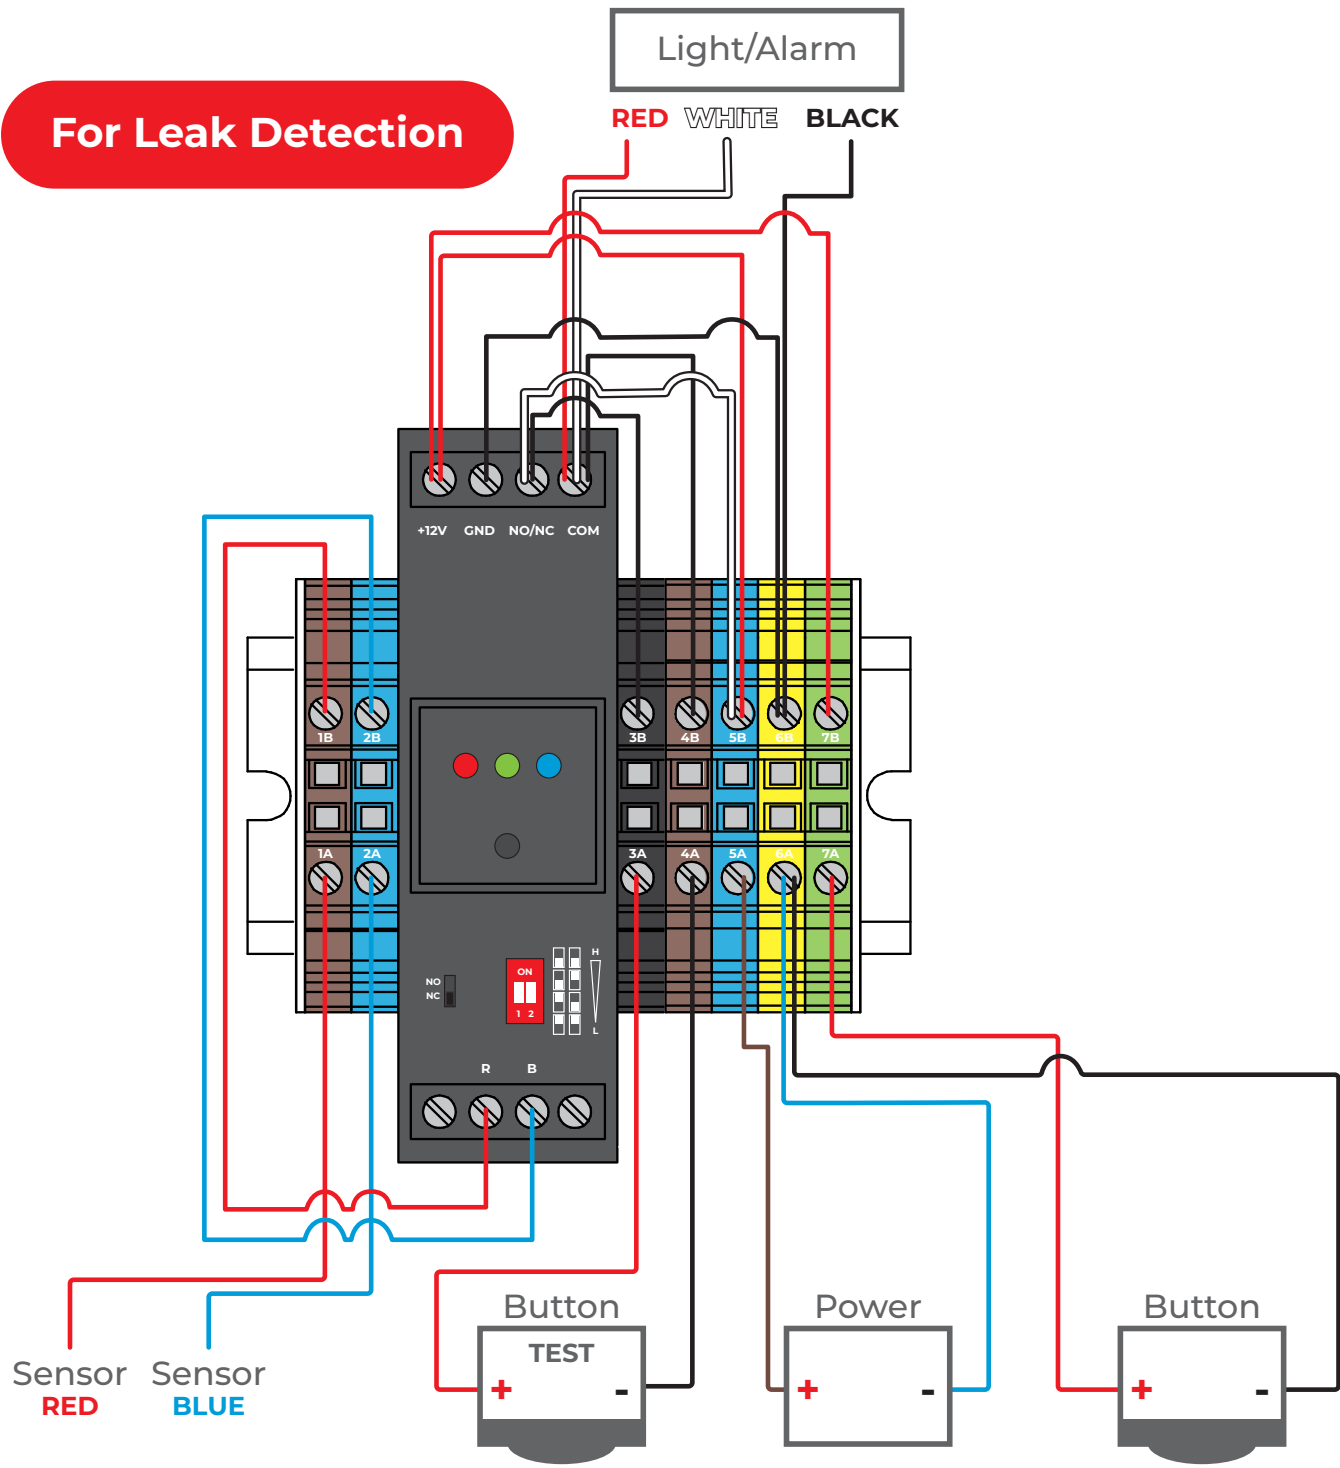 Light/Alarm
RED WHITE BLACK
For Leak Detection
+12V GND NO/NC COM
1B 2B 3B 4B 5B 6B 7B
1A 2A 3A 4A 5A 6A 7A
H
NO
NC
ON
1 2
L
R B
Button
TEST
+ -
Power
+ -
Button
+ -
Sensor
RED
Sensor
BLUE